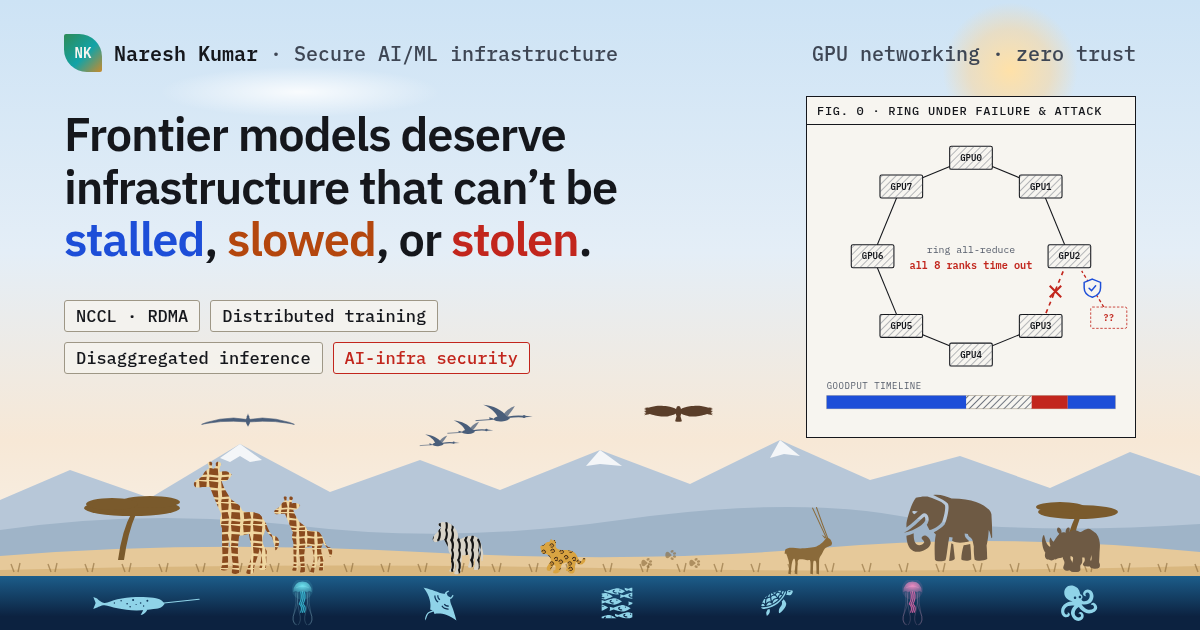 NK
Naresh Kumar · Secure AI/ML infrastructure
GPU networking · zero trust
Frontier models deserve
infrastructure that can’t be
stalled, slowed, or stolen.
NCCL · RDMA
Distributed training
Disaggregated inference
AI-infra security
FIG. 0 · RING UNDER FAILURE & ATTACK
GPU0
GPU7
GPU1
ring all-reduce
GPU6
all 8 ranks time out
GPU2
??
GPU5
GPU3
GPU4
GOODPUT TIMELINE